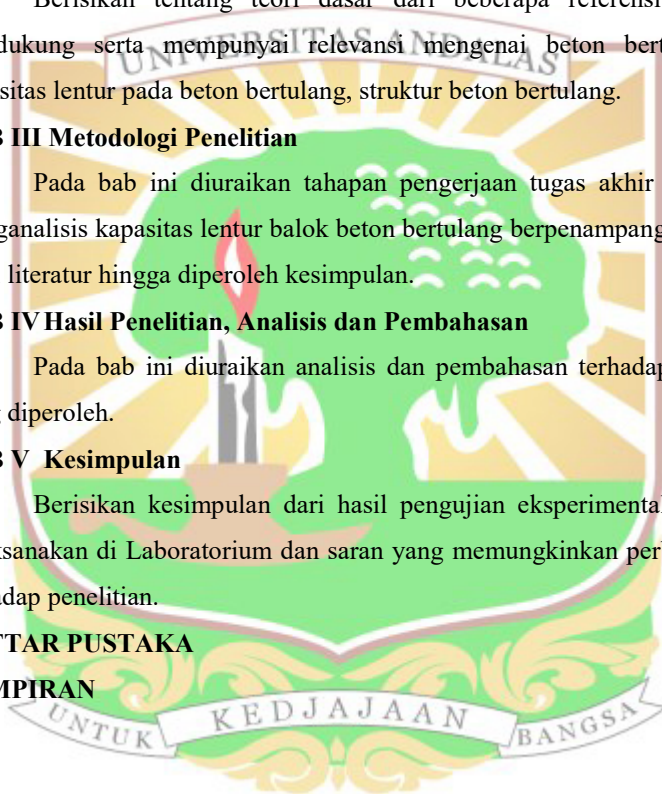 Berisikan tentang teori dasar dari beberapa referensi
dukung serta mempunyai relevansi mengenai beton bert
UNIVERSITAS ANDALAS
sitas lentur pada beton bertulang, struktur beton bertulang.
III Metodologi Penelitian
Pada bab ini diuraikan tahapan pengerjaan tugas akhir
ganalisis kapasitas lentur balok beton bertulang berpenampang
literatur hingga diperoleh kesimpulan.
IV Hasil Penelitian, Analisis dan Pembahasan
Pada bab ini diuraikan analisis dan pembahasan terhadap
diperoleh.
V Kesimpulan
Berisikan kesimpulan dari hasil pengujian eksperimental
ksanakan di Laboratorium dan saran yang memungkinkan per
adap penelitian.
TAR PUSTAKA
MPIRAN
UNTUK KEDJAJAAN BANGSA